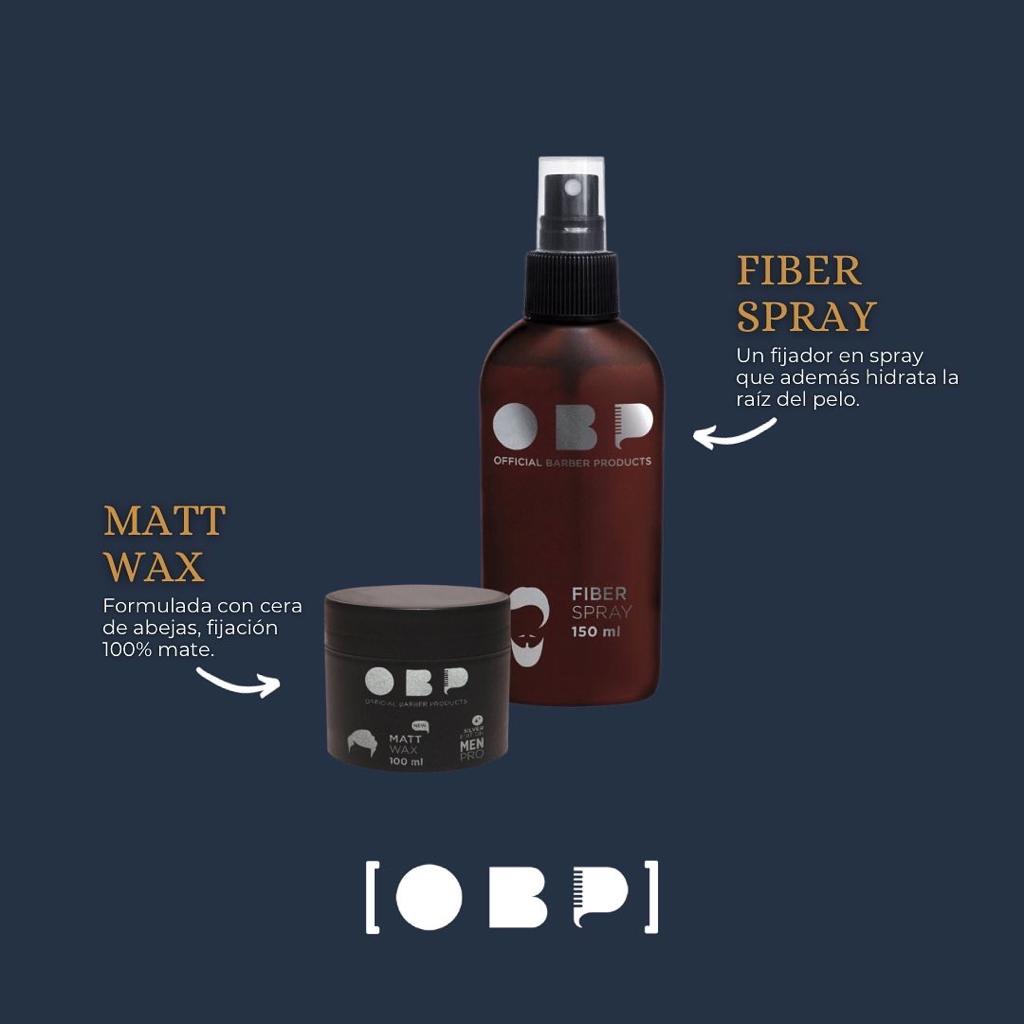 FIBER
SPRAY
Un fijador en spray
que además hidrata la
raíz del pelo.
OBP
OFFICIAL BARBER PRODUCTS
FIBER
SPRAY
150 ml
MATT
WAX
Formulada con cera
de abejas, fijación
100% mate.
OBP
OFFICIAL BARBER PRODUCTS
NEW
MATT
WAX
100 ml
SILVER
EDITION
MEN
PRO
[OBP]